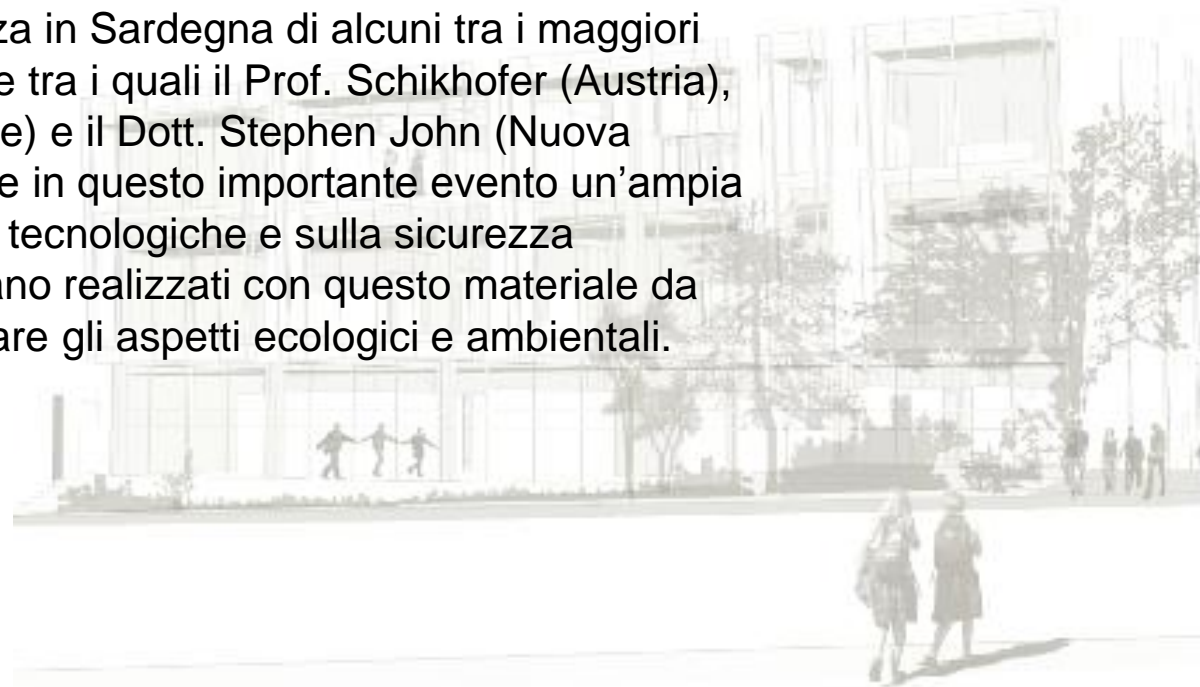 za in Sardegna di alcuni tra i maggiori
e tra i quali il Prof. Schikhofer (Austria),
e) e il Dott. Stephen John (Nuova
e in questo importante evento un’ampia
tecnologiche e sulla sicurezza
ano realizzati con questo materiale da
are gli aspetti ecologici e ambientali.